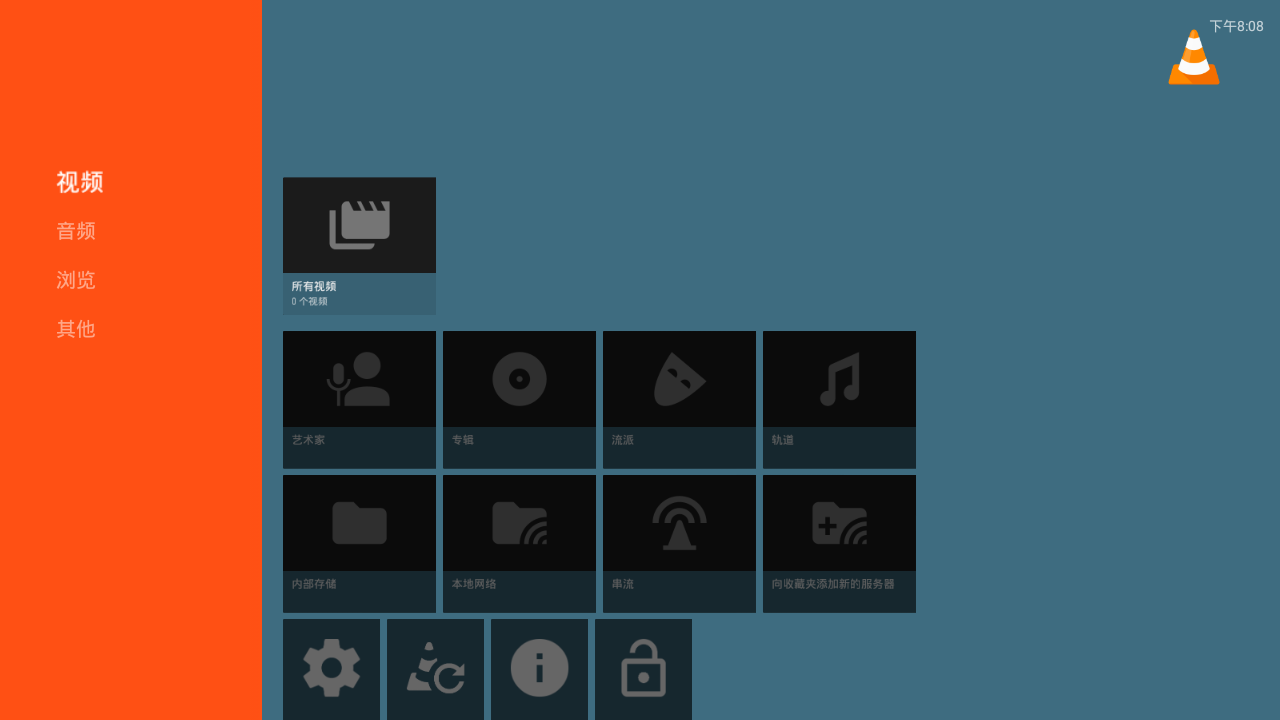 下午8:08
视频
音频
浏览
其他
所有视频
0 个视频
艺术家
专辑
流派
轨道
内部存储
本地网络
串流
向收藏夹添加新的服务器